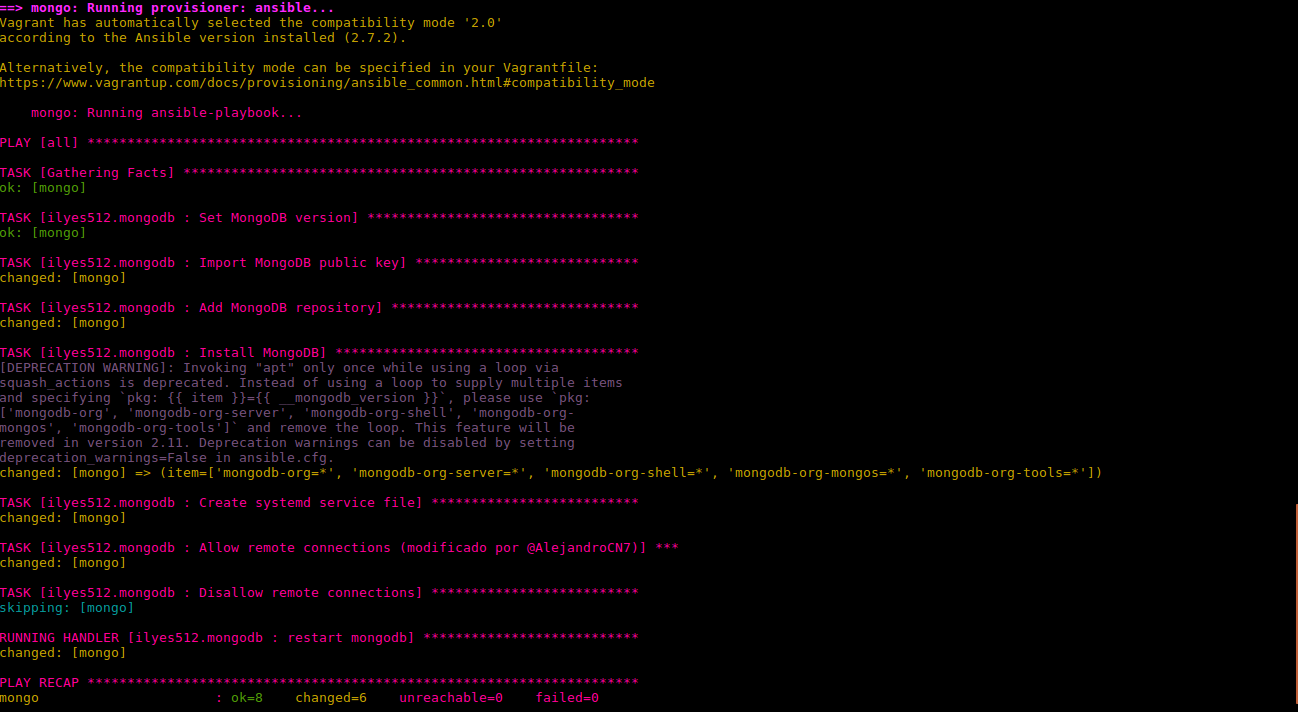 ==> mongo: Running provisioner: ansible...
Vagrant has automatically selected the compatibility mode '2.0'
according to the Ansible version installed (2.7.2).
Alternatively, the compatibility mode can be specified in your Vagrantfile:
https://www.vagrantup.com/docs/provisioning/ansible_common.html#compatibility_mode
mongo: Running ansible-playbook...
PLAY [all] *********************************************************************
TASK [Gathering Facts] *********************************************************
ok: [mongo]
TASK [ilyes512.mongodb : Set MongoDB version] **********************************
ok: [mongo]
TASK [ilyes512.mongodb : Import MongoDB public key] ****************************
changed: [mongo]
TASK [ilyes512.mongodb : Add MongoDB repository] *******************************
changed: [mongo]
TASK [ilyes512.mongodb : Install MongoDB] **************************************
[DEPRECATION WARNING]: Invoking "apt" only once while using a loop via
squash_actions is deprecated. Instead of using a loop to supply multiple items
and specifying `pkg: {{ item }}={{ __mongodb_version }}`, please use `pkg:
['mongodb-org', 'mongodb-org-server', 'mongodb-org-shell', 'mongodb-org-
mongos', 'mongodb-org-tools']` and remove the loop. This feature will be
removed in version 2.11. Deprecation warnings can be disabled by setting
deprecation_warnings=False in ansible.cfg.
changed: [mongo] => (item=['mongodb-org=*', 'mongodb-org-server=*', 'mongodb-org-shell=*', 'mongodb-org-mongos=*', 'mongodb-org-tools=*'])
TASK [ilyes512.mongodb : Create systemd service file] **************************
changed: [mongo]
TASK [ilyes512.mongodb : Allow remote connections (modificado por @AlejandroCN7)] ***
changed: [mongo]
TASK [ilyes512.mongodb : Disallow remote connections] **************************
skipping: [mongo]
RUNNING HANDLER [ilyes512.mongodb : restart mongodb] ***************************
changed: [mongo]
PLAY RECAP *********************************************************************
mongo                      : ok=8    changed=6    unreachable=0    failed=0